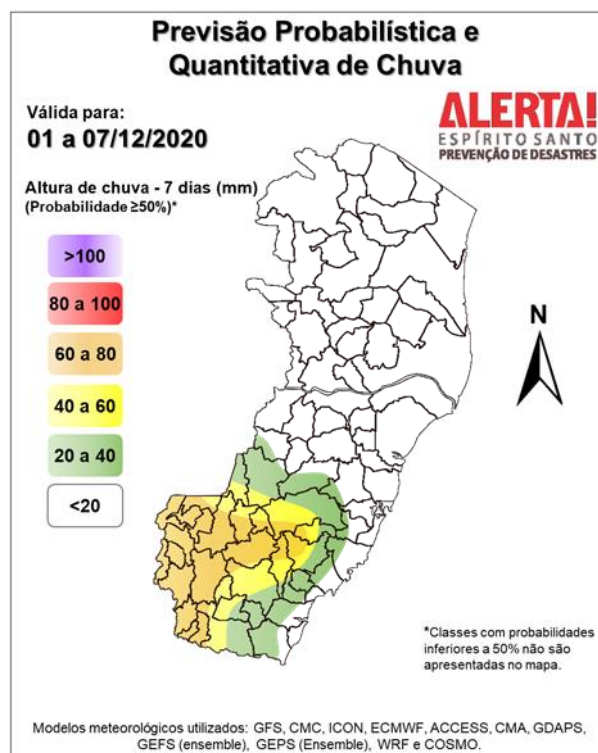 Previsão Probabilística e
Quantitativa de Chuva
Válida para:
01 a 07/12/2020
ALERTA!
ESPÍRITO SANTO
PREVENÇÃO DE DESASTRES
Altura de chuva - 7 dias (mm)
(Probabilidade ≥50%)*
>100
80 a 100
60 a 80
40 a 60
20 a 40
<20
N
*Classes com probabilidades
inferiores a 50% não são
apresentadas no mapa.
Modelos meteorológicos utilizados: GFS, CMC, ICON, ECMWF, ACCESS, CMA, GDAPS,
GEFS (ensemble), GEPS (Ensemble), WRF e COSMO.